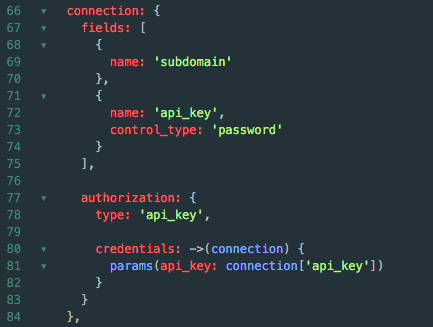 66 connection: {
67 fields: [
68 {
69 name: 'subdomain'
70 },
71 {
72 name: 'api_key',
73 control_type: 'password'
74 }
75 ],
76
77 authorization: {
78 type: 'api_key',
79
80 credentials: ->(connection) {
81 params(api_key: connection['api_key'])
82 }
83 }
84 },